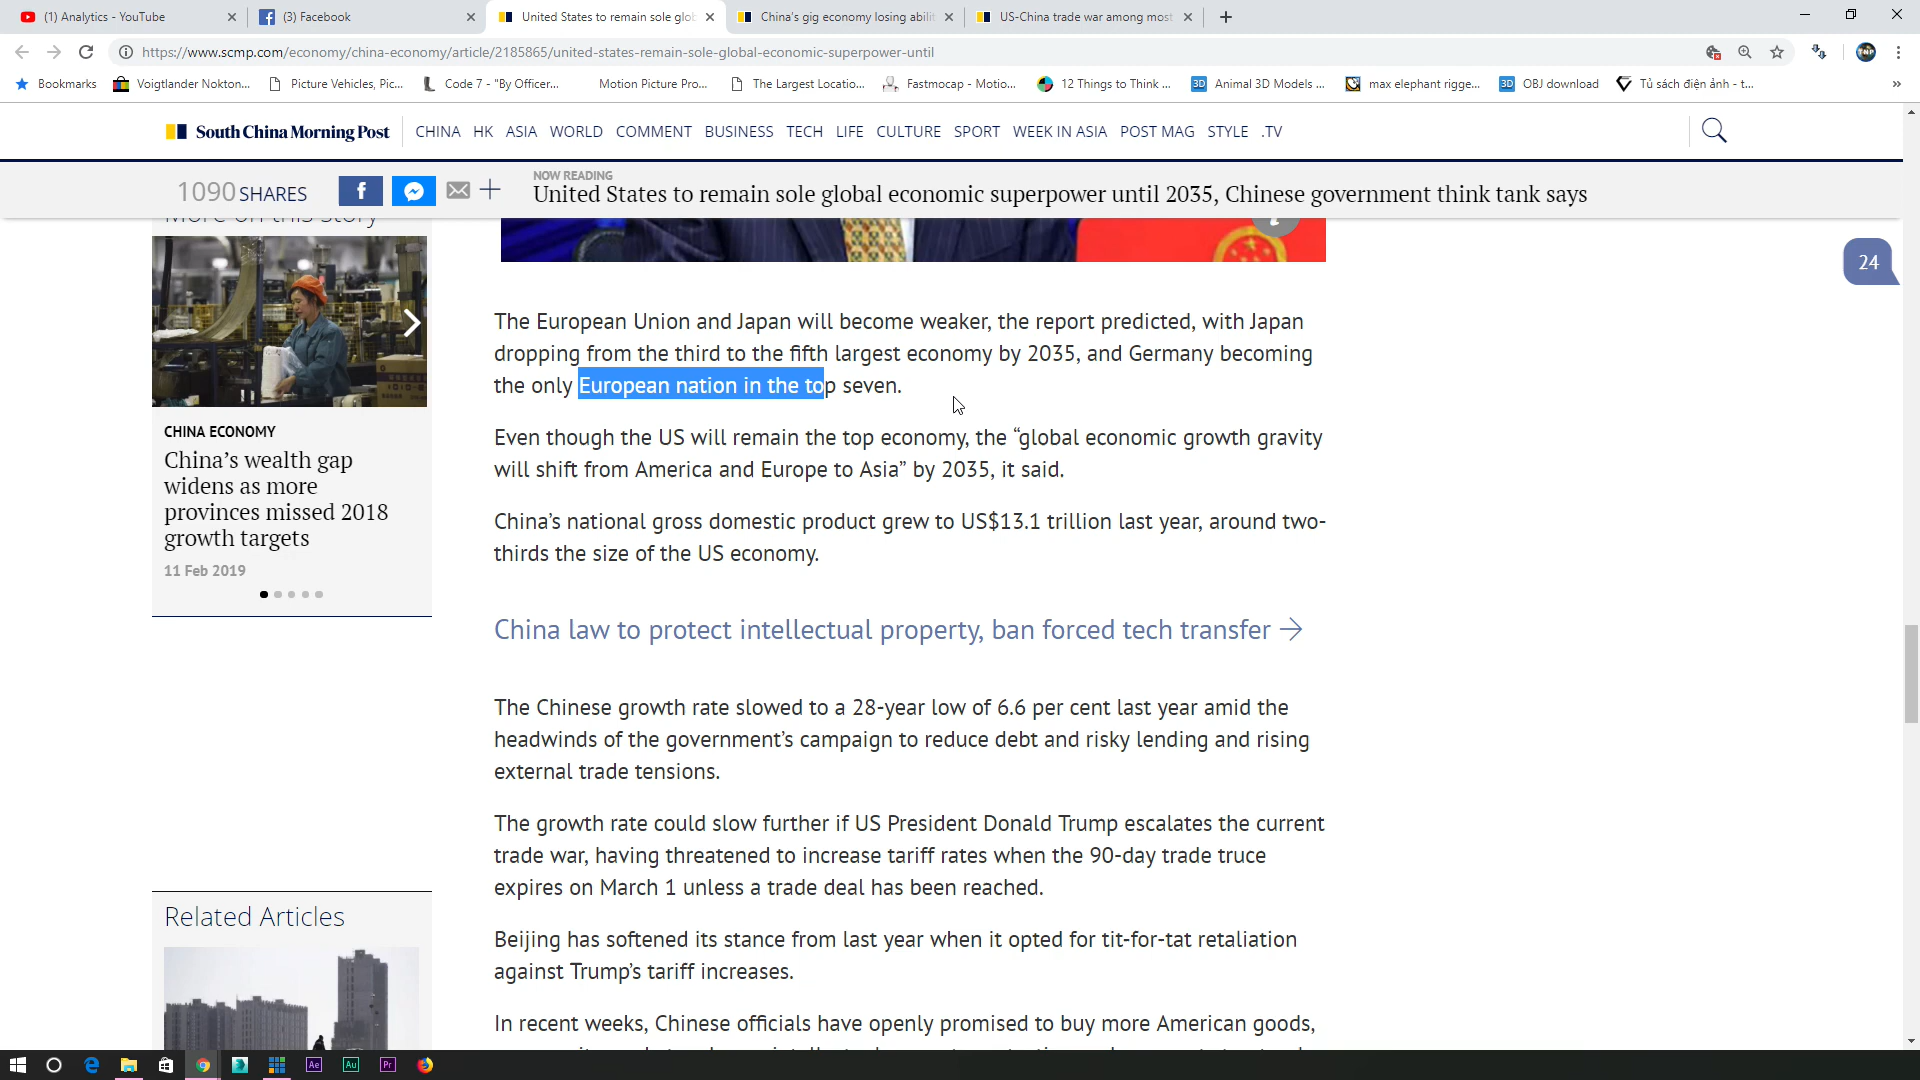 (1) Analytics - YouTube
(3) Facebook
United States to remain sole glob
China's gig economy losing abilit
US-China trade war among most
https://www.scmp.com/economy/china-economy/article/2185865/united-states-remain-sole-global-economic-superpower-until
Bookmarks
Voigtlander Nokton...
Picture Vehicles, Pic...
Code 7 - "By Officer...
Motion Picture Pro...
The Largest Locatio...
Fastmocap - Motio...
12 Things to Think ...
3D
Animal 3D Models ...
max elephant rigge...
3D
OBJ download
Tủ sách điện ảnh - t...
»
South China Morning Post
CHINA HK ASIA WORLD COMMENT BUSINESS TECH LIFE CULTURE SPORT WEEK IN ASIA POST MAG STYLE .TV
1090 SHARES
NOW READING
United States to remain sole global economic superpower until 2035, Chinese government think tank says
More on this story
24
CHINA ECONOMY
China's wealth gap
widens as more
provinces missed 2018
growth targets
11 Feb 2019
The European Union and Japan will become weaker, the report predicted, with Japan
dropping from the third to the fifth largest economy by 2035, and Germany becoming
the only European nation in the top seven.
Even though the US will remain the top economy, the “global economic growth gravity
will shift from America and Europe to Asia” by 2035, it said.
China’s national gross domestic product grew to US$13.1 trillion last year, around two-
thirds the size of the US economy.
China law to protect intellectual property, ban forced tech transfer →
The Chinese growth rate slowed to a 28-year low of 6.6 per cent last year amid the
headwinds of the government’s campaign to reduce debt and risky lending and rising
external trade tensions.
The growth rate could slow further if US President Donald Trump escalates the current
trade war, having threatened to increase tariff rates when the 90-day trade truce
expires on March 1 unless a trade deal has been reached.
Beijing has softened its stance from last year when it opted for tit-for-tat retaliation
against Trump’s tariff increases.
In recent weeks, Chinese officials have openly promised to buy more American goods,
Related Articles
Ae
Au
Pr